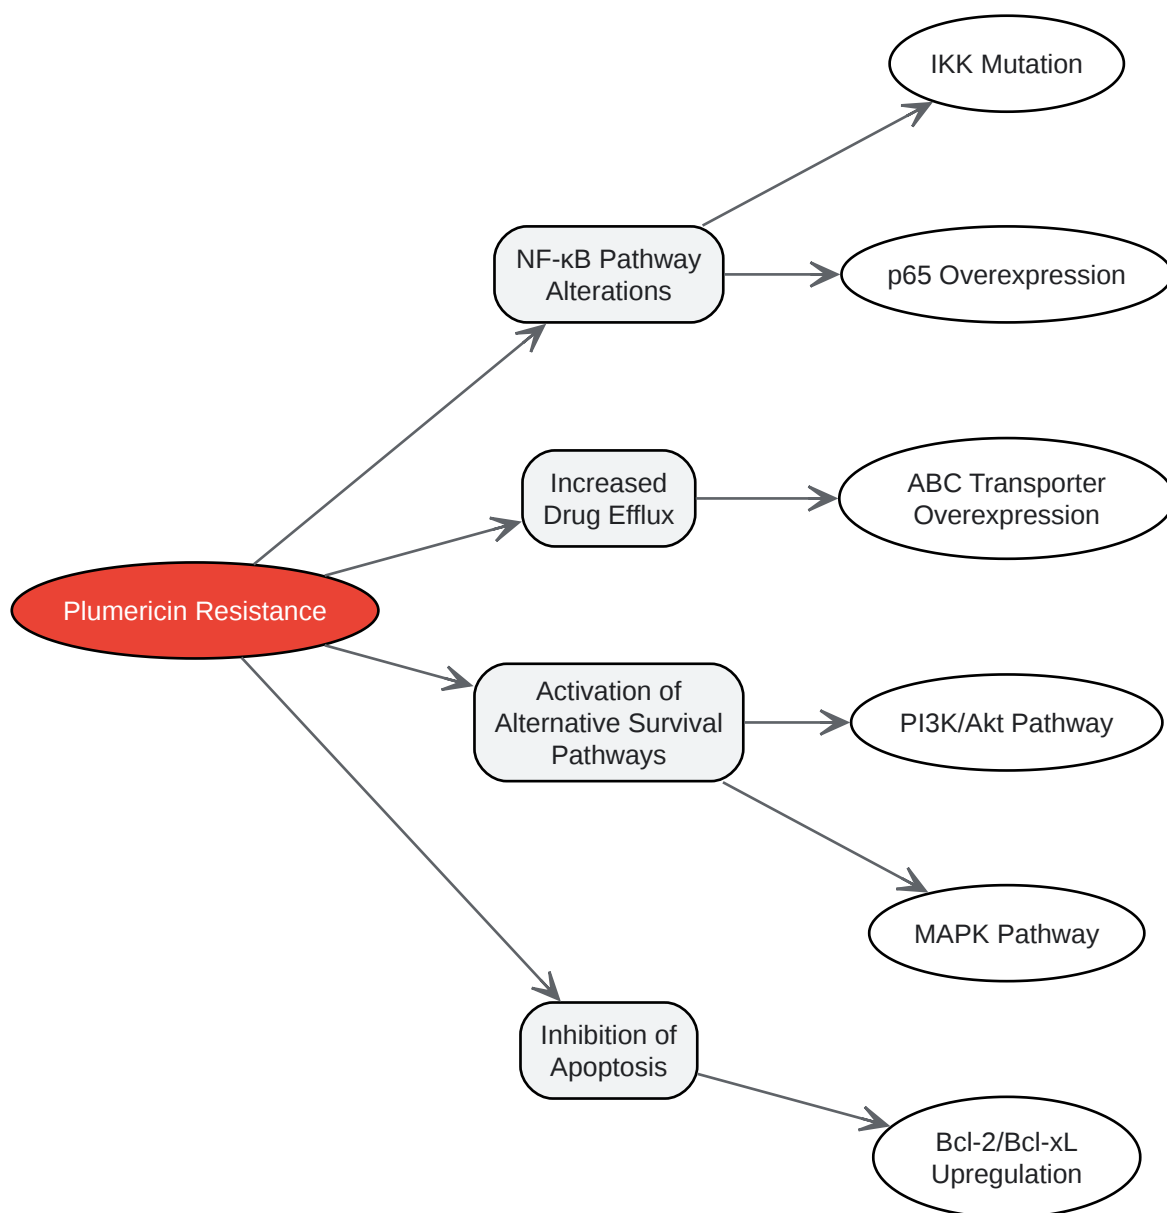 IKK Mutation
NF-κB Pathway
Alterations
p65 Overexpression
Increased
Drug Efflux
ABC Transporter
Overexpression
Plumericin Resistance
Activation of
Alternative Survival
Pathways
PI3K/Akt Pathway
MAPK Pathway
Inhibition of
Apoptosis
Bcl-2/Bcl-xL
Upregulation